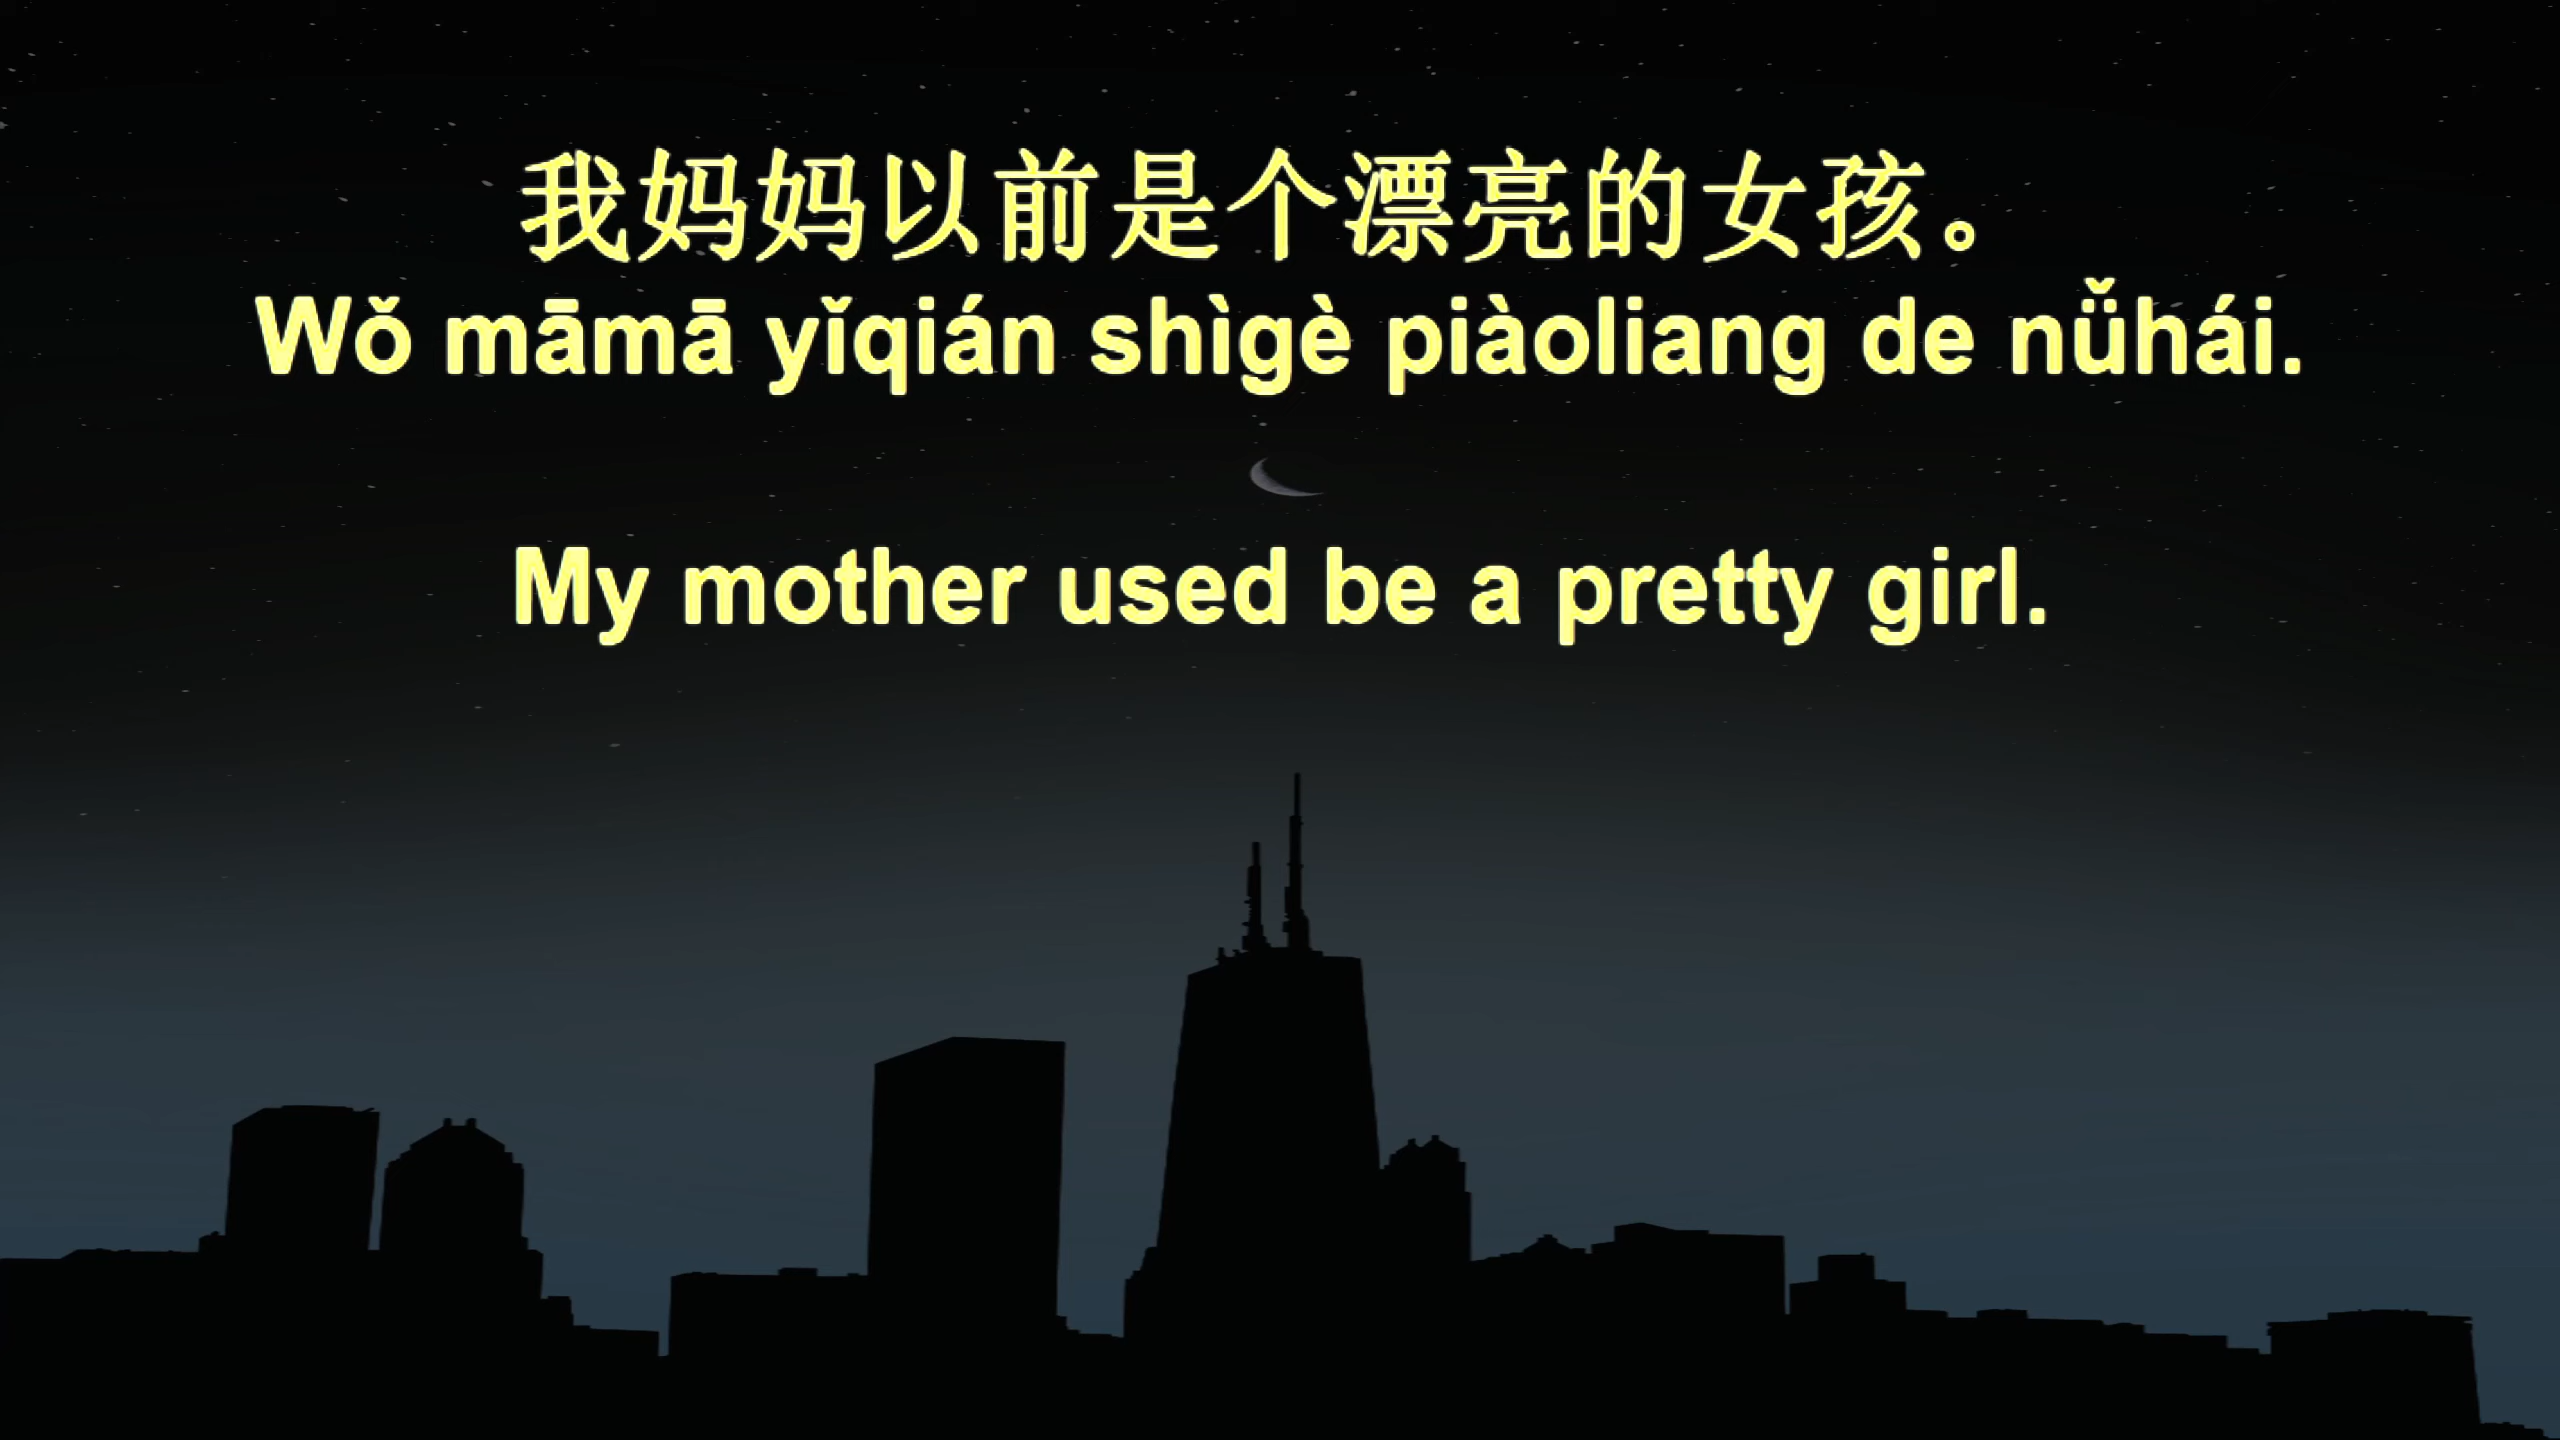 我妈妈以前是个漂亮的女孩。
Wǒ māmā yǐqián shìgè piàoliang de nǚhái.
My mother used be a pretty girl.